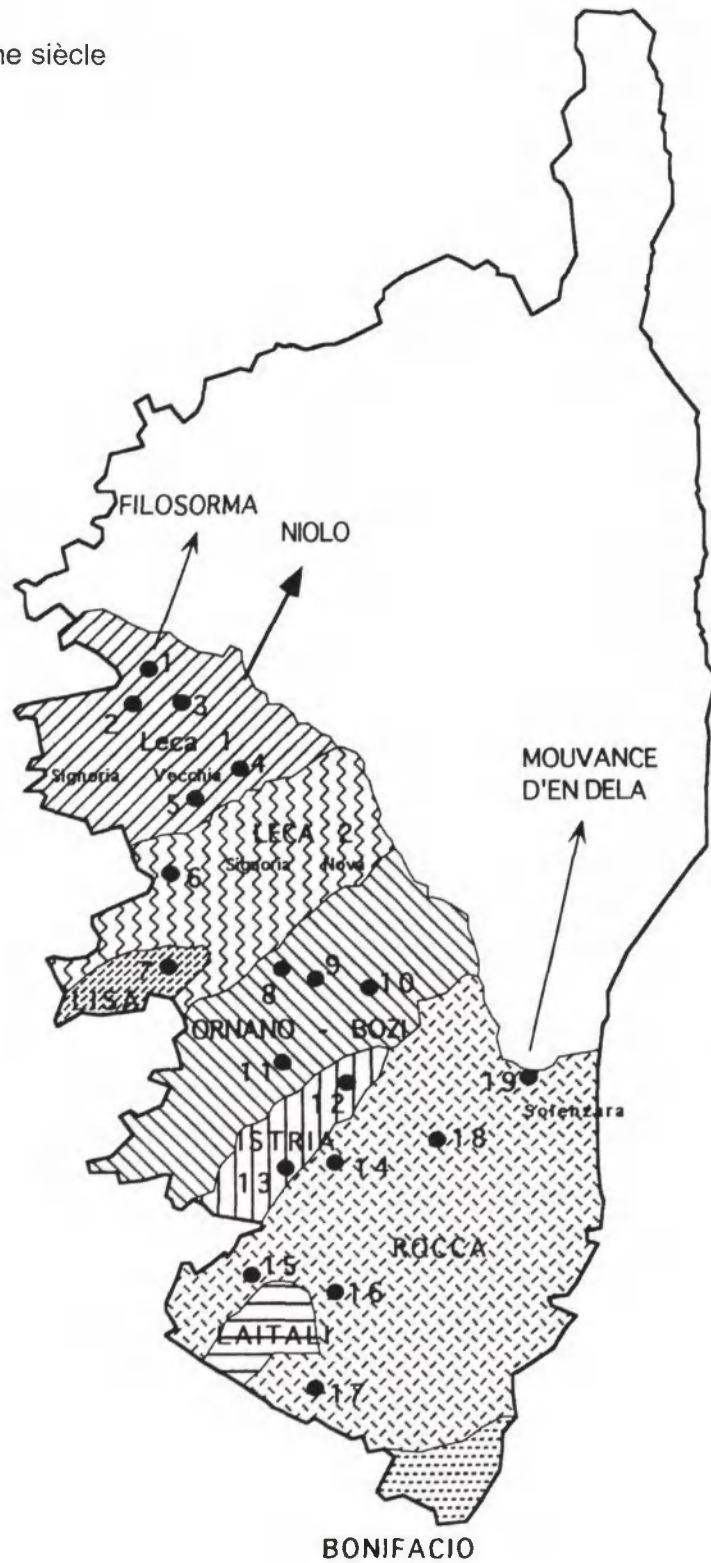 ne siècle
FILOSORMA
NIOLO
1
2
3
Leca 1
Signoria Vecchia
4
5
MOUVANCE
D'EN DELA
LECA 2
Signoria Nova
6
7
LISA
8
9
10
ORNANO - BOZI
11
12
19
Solenzara
ISTRIA
13
14
18
ROCCA
15
16
LAITALI
17
BONIFACIO